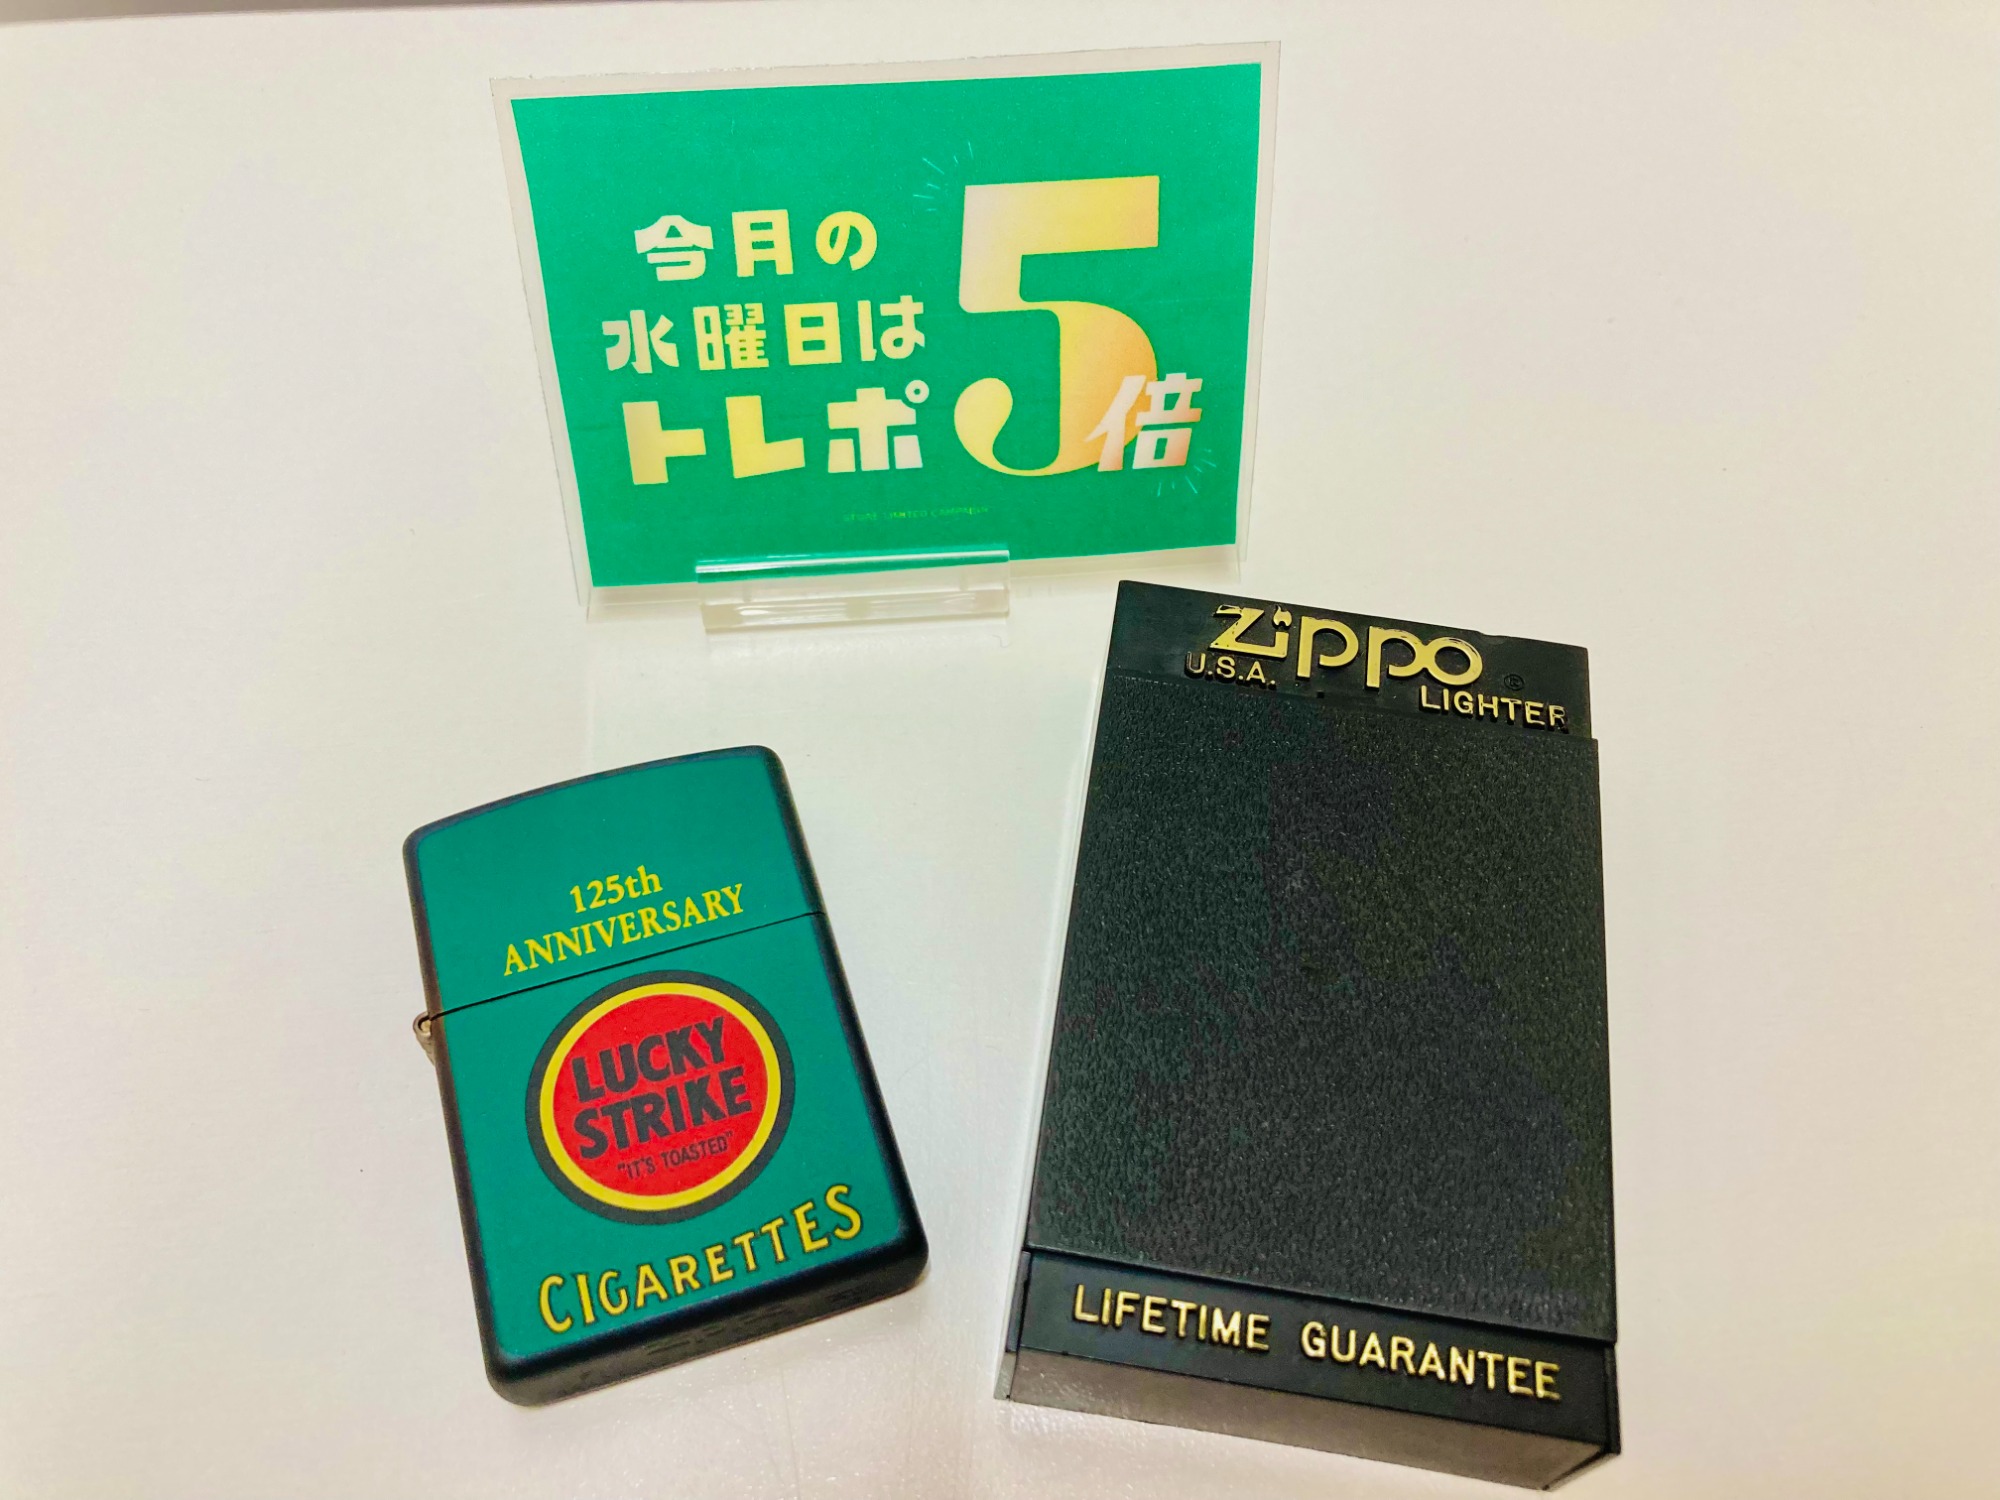 今月の
水曜日は
トレポ
5倍
Zippo®
U.S.A.
LIGHTER
125th
ANNIVERSARY
LUCKY
STRIKE
"IT'S TOASTED"
CIGARETTES
LIFETIME GUARANTEE